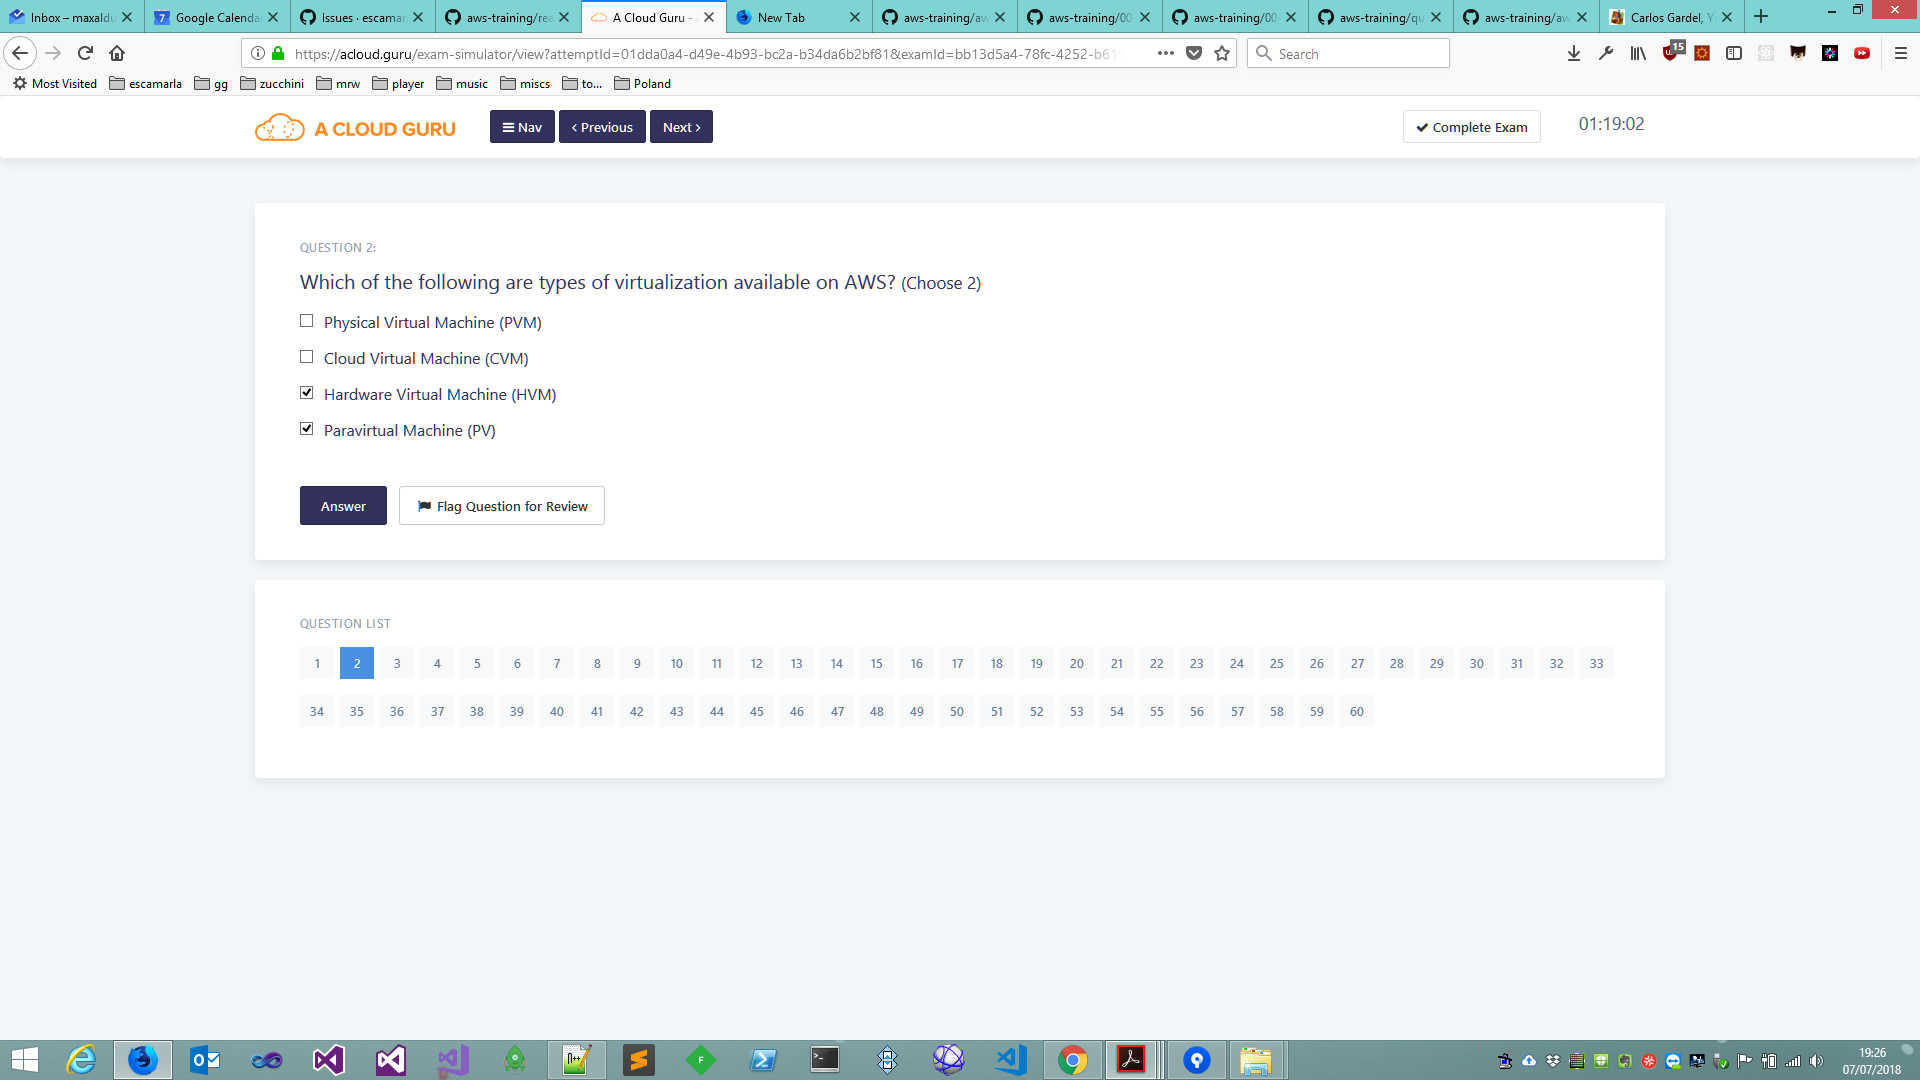 Inbox – maxaldu
Google Calenda
Issues · escamar
aws-training/rea
A Cloud Guru - A
New Tab
aws-training/aw
aws-training/00
aws-training/00
aws-training/qu
aws-training/aw
Carlos Gardel, Y
https://acloud.guru/exam-simulator/view?attemptId=01dda0a4-d49e-4b93-bc2a-b34da6b2bf81&examId=bb13d5a4-78fc-4252-b61
Search
15
Most Visited
escamarla
gg
zucchini
mrw
player
music
miscs
to...
Poland
A CLOUD GURU
Nav
Previous
Next
Complete Exam
01:19:02
QUESTION 2:
Which of the following are types of virtualization available on AWS? (Choose 2)
Physical Virtual Machine (PVM)
Cloud Virtual Machine (CVM)
Hardware Virtual Machine (HVM)
Paravirtual Machine (PV)
Answer
Flag Question for Review
QUESTION LIST
1 2 3 4 5 6 7 8 9 10 11 12 13 14 15 16 17 18 19 20 21 22 23 24 25 26 27 28 29 30 31 32 33
34 35 36 37 38 39 40 41 42 43 44 45 46 47 48 49 50 51 52 53 54 55 56 57 58 59 60
19:26
07/07/2018